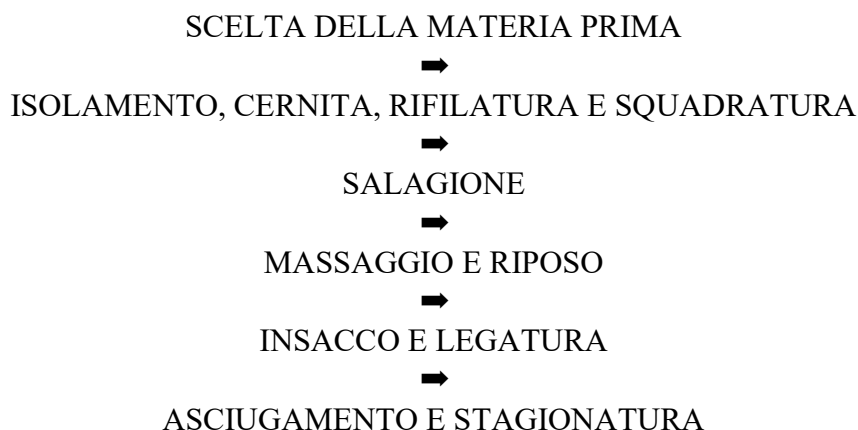 SCELTA DELLA MATERIA PRIMA
➡
ISOLAMENTO, CERNITA, RIFILATURA E SQUADRATURA
➡
SALAGIONE
➡
MASSAGGIO E RIPOSO
➡
INSACCO E LEGATURA
➡
ASCIUGAMENTO E STAGIONATURA